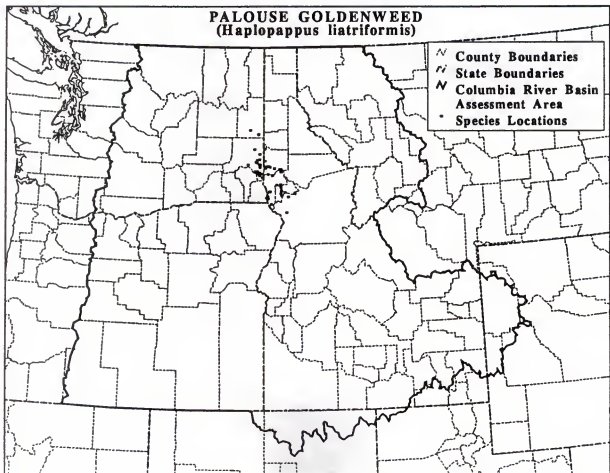 PALOUSE GOLDENWEED
(Haplopappus liatriformis)
County Boundaries
State Boundaries
Columbia River Basin
Assessment Area
Species Locations